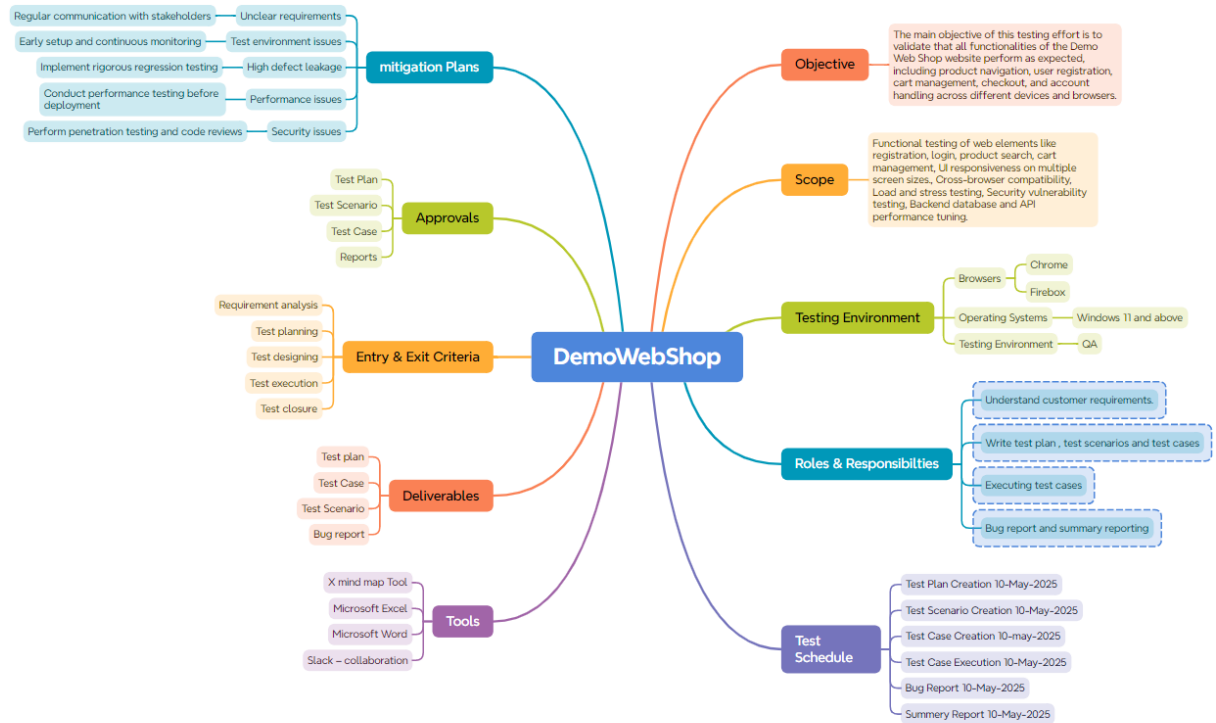 DemoWebShop
mitigation Plans
Unclear requirements
Regular communication with stakeholders
Test environment issues
Early setup and continuous monitoring
High defect leakage
Implement rigorous regression testing
Performance issues
Conduct performance testing before
deployment
Security issues
Perform penetration testing and code reviews
Approvals
Test Plan
Test Scenario
Test Case
Reports
Entry & Exit Criteria
Requirement analysis
Test planning
Test designing
Test execution
Test closure
Deliverables
Test plan
Test Case
Test Scenario
Bug report
Tools
X mind map Tool
Microsoft Excel
Microsoft Word
Slack – collaboration
Objective
The main objective of this testing effort is to
validate that all functionalities of the Demo
Web Shop website perform as expected,
including product navigation, user registration,
cart management, checkout, and account
handling across different devices and browsers.
Scope
Functional testing of web elements like
registration, login, product search, cart
management, UI responsiveness on multiple
screen sizes., Cross-browser compatibility,
Load and stress testing, Security vulnerability
testing, Backend database and API
performance tuning.
Testing Environment
Browsers
Chrome
Firebox
Operating Systems
Windows 11 and above
Testing Environment
QA
Roles & Responsibilties
Understand customer requirements.
Write test plan , test scenarios and test cases
Executing test cases
Bug report and summary reporting
Test
Schedule
Test Plan Creation 10-May-2025
Test Scenario Creation 10-May-2025
Test Case Creation 10-may-2025
Test Case Execution 10-May-2025
Bug Report 10-May-2025
Summery Report 10-May-2025